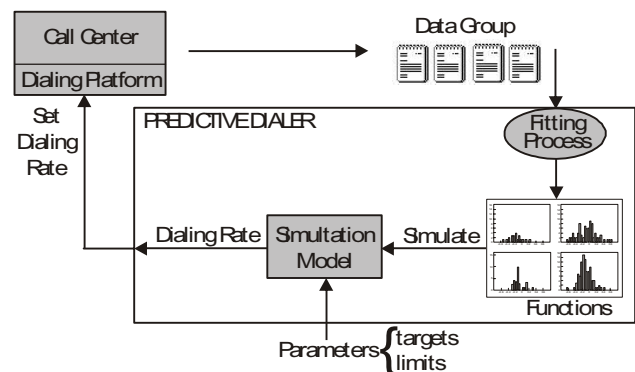 Call Center
Dialing Platform
Data Group
Set
Dialing
Rate
PREDICTIVE DIALER
Fitting
Process
Dialing Rate
Simultation
Model
Simulate
Functions
Parameters
targets
limits